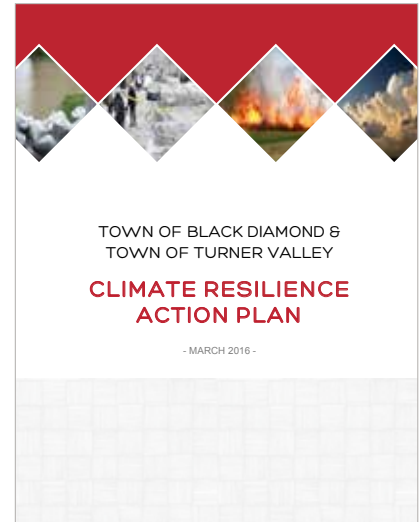 TOWN OF BLACK DIAMOND &
TOWN OF TURNER VALLEY
CLIMATE RESILIENCE
ACTION PLAN
- MARCH 2016 -